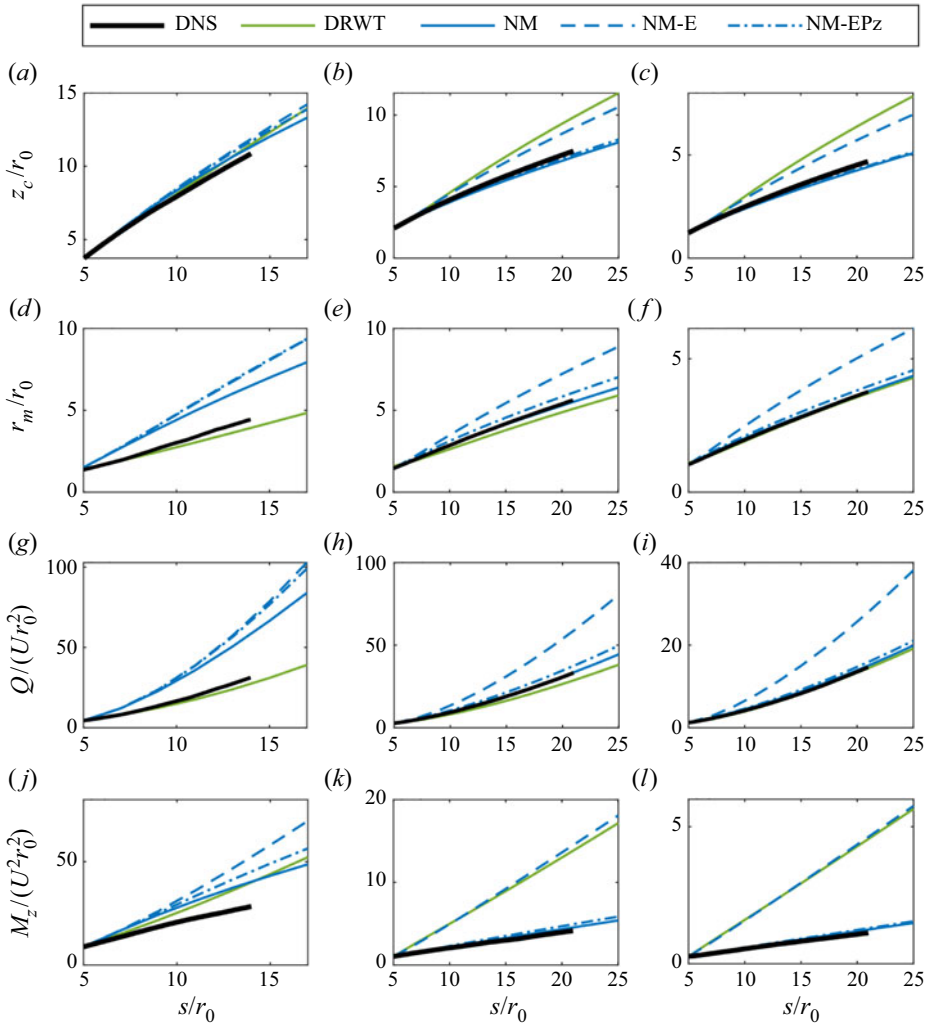 DNS DRWT NM NM-E NM-EPz
(a) (b) (c)
z_c/r_0
15 10 5
10 5 0
5 0
5 10 15
5 10 15 20 25
5 10 15 20 25
(d) (e) (f)
r_m/r_0
10 5 0
10 5 0
5 0
5 10 15
5 10 15 20 25
5 10 15 20 25
(g) (h) (i)
Q/(Ur_0^2)
100 50 0
100 50 0
40 20 0
5 10 15
5 10 15 20 25
5 10 15 20 25
(j) (k) (l)
M_z/(U^2r_0^2)
50 0
20 15 10 5 0
5 0
5 10 15
5 10 15 20 25
5 10 15 20 25
s/r_0 s/r_0 s/r_0